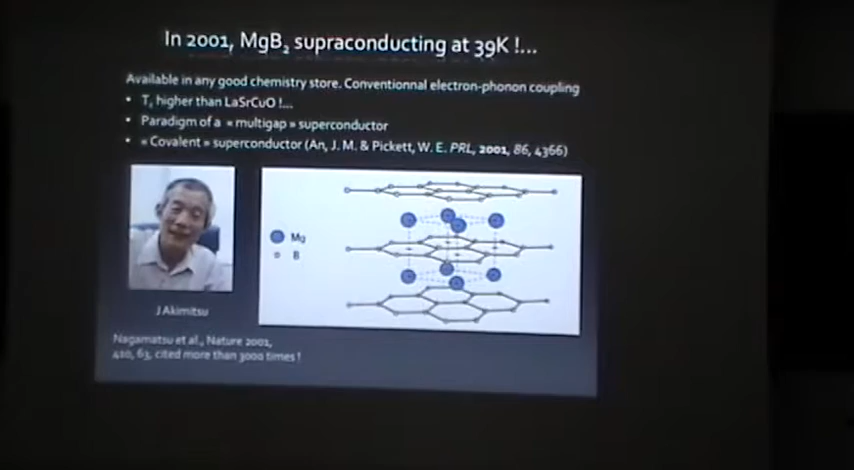 In 2001, MgB₂ supraconducting at 39K !...
Available in any good chemistry store. Conventionnal electron-phonon coupling
• Tc higher than LaSrCuO !...
• Paradigm of a « multigap » superconductor
• « Covalent » superconductor (An, J. M. & Pickett, W. E. PRL, 2001, 86, 4366)
Mg
B
J Akimitsu
Nagamatsu et al., Nature 2001,
410, 63, cited more than 3000 times !